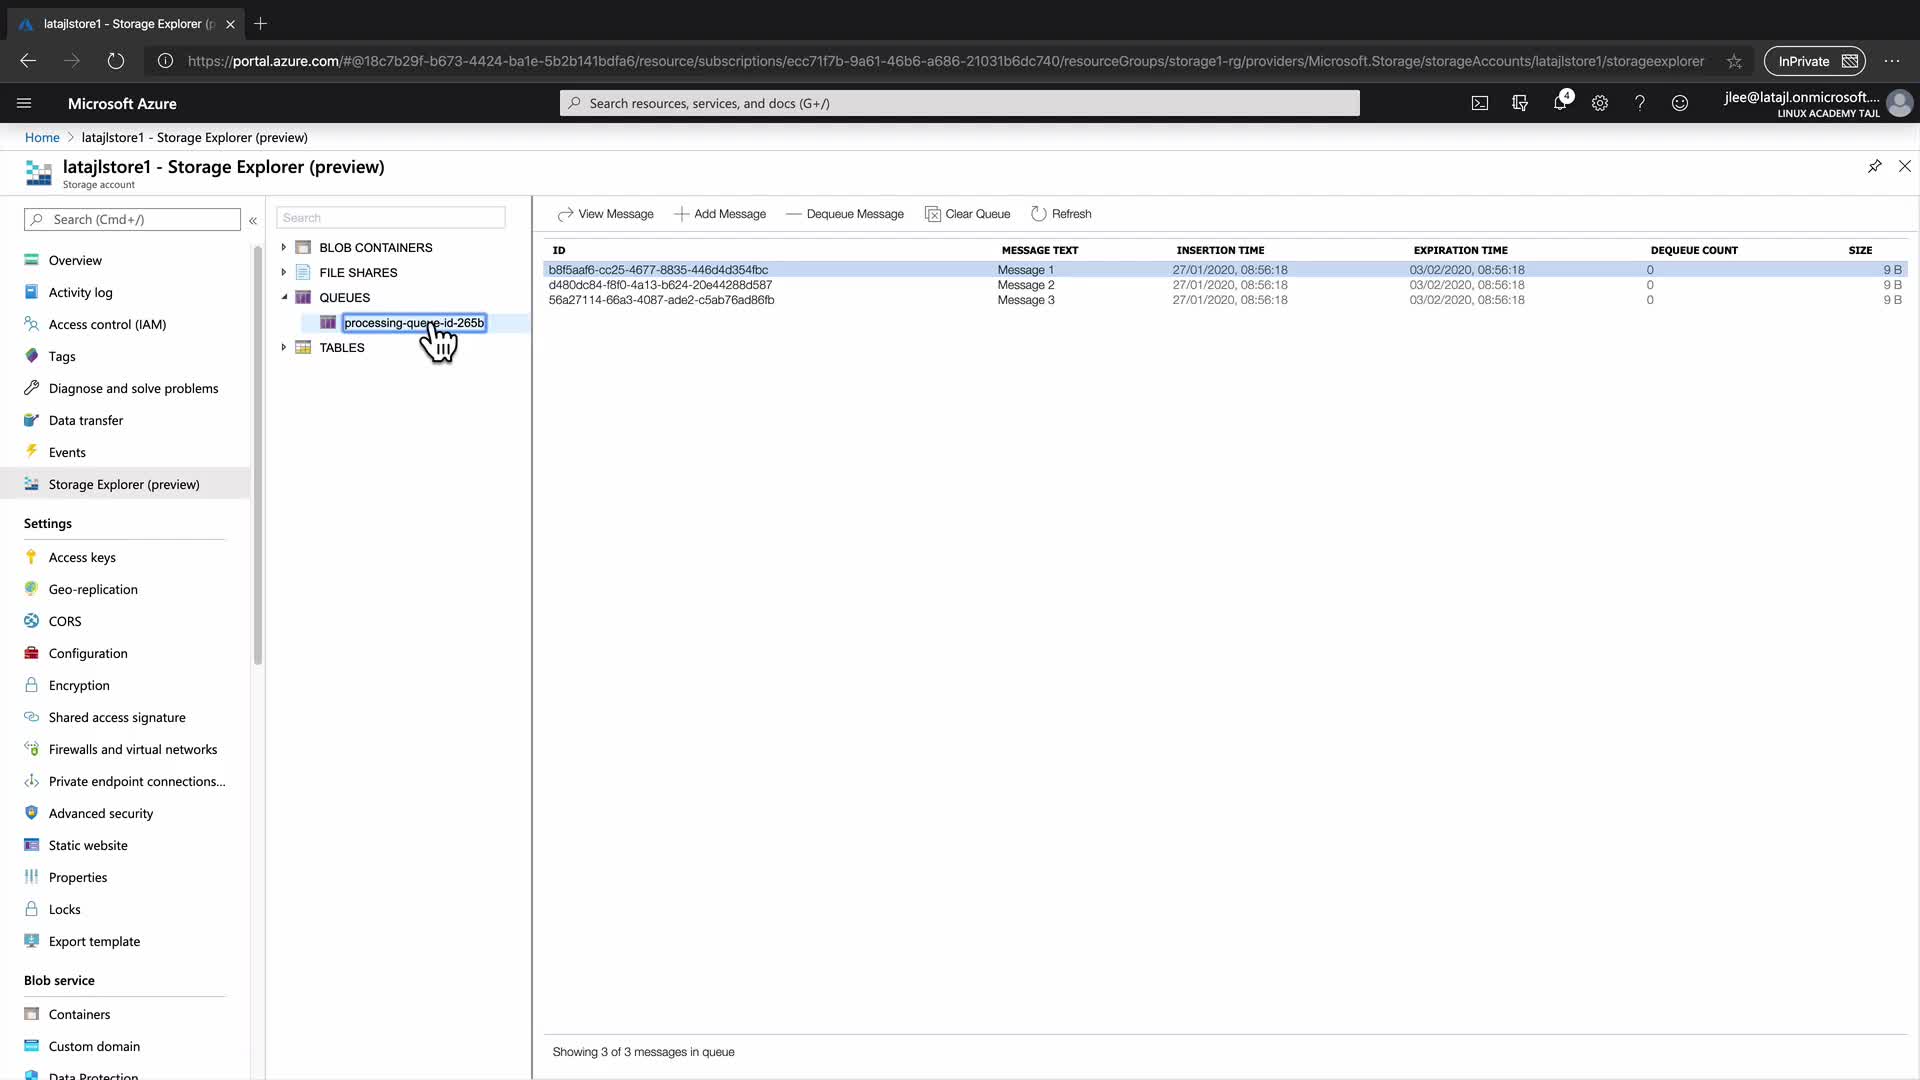 latajlstore1 - Storage Explorer (p
https://portal.azure.com/#@18c7b29f-b673-4424-ba1e-5b2b141bdfa6/resource/subscriptions/ecc71f7b-9a61-46b6-a686-21031b6dc740/resourceGroups/storage1-rg/providers/Microsoft.Storage/storageAccounts/latajlstore1/storageexplorer
InPrivate
Microsoft Azure
Search resources, services, and docs (G+/)
4
jlee@latajl.onmicrosoft....
LINUX ACADEMY TAJL
Home > latajlstore1 - Storage Explorer (preview)
latajlstore1 - Storage Explorer (preview)
Storage account
Search (Cmd+/)
Overview
Activity log
Access control (IAM)
Tags
Diagnose and solve problems
Data transfer
Events
Storage Explorer (preview)
Settings
Access keys
Geo-replication
CORS
Configuration
Encryption
Shared access signature
Firewalls and virtual networks
Private endpoint connections...
Advanced security
Static website
Properties
Locks
Export template
Blob service
Containers
Custom domain
Data Protection
Search
BLOB CONTAINERS
FILE SHARES
QUEUES
processing-queue-id-265b
TABLES
View Message Add Message Dequeue Message Clear Queue Refresh
ID MESSAGE TEXT INSERTION TIME EXPIRATION TIME DEQUEUE COUNT SIZE
b8f5aaf6-cc25-4677-8835-446d4d354fbc Message 1 27/01/2020, 08:56:18 03/02/2020, 08:56:18 0 9 B
d480dc84-f8f0-4a13-b624-20e44288d587 Message 2 27/01/2020, 08:56:18 03/02/2020, 08:56:18 0 9 B
56a27114-66a3-4087-ade2-c5ab76ad86fb Message 3 27/01/2020, 08:56:18 03/02/2020, 08:56:18 0 9 B
Showing 3 of 3 messages in queue